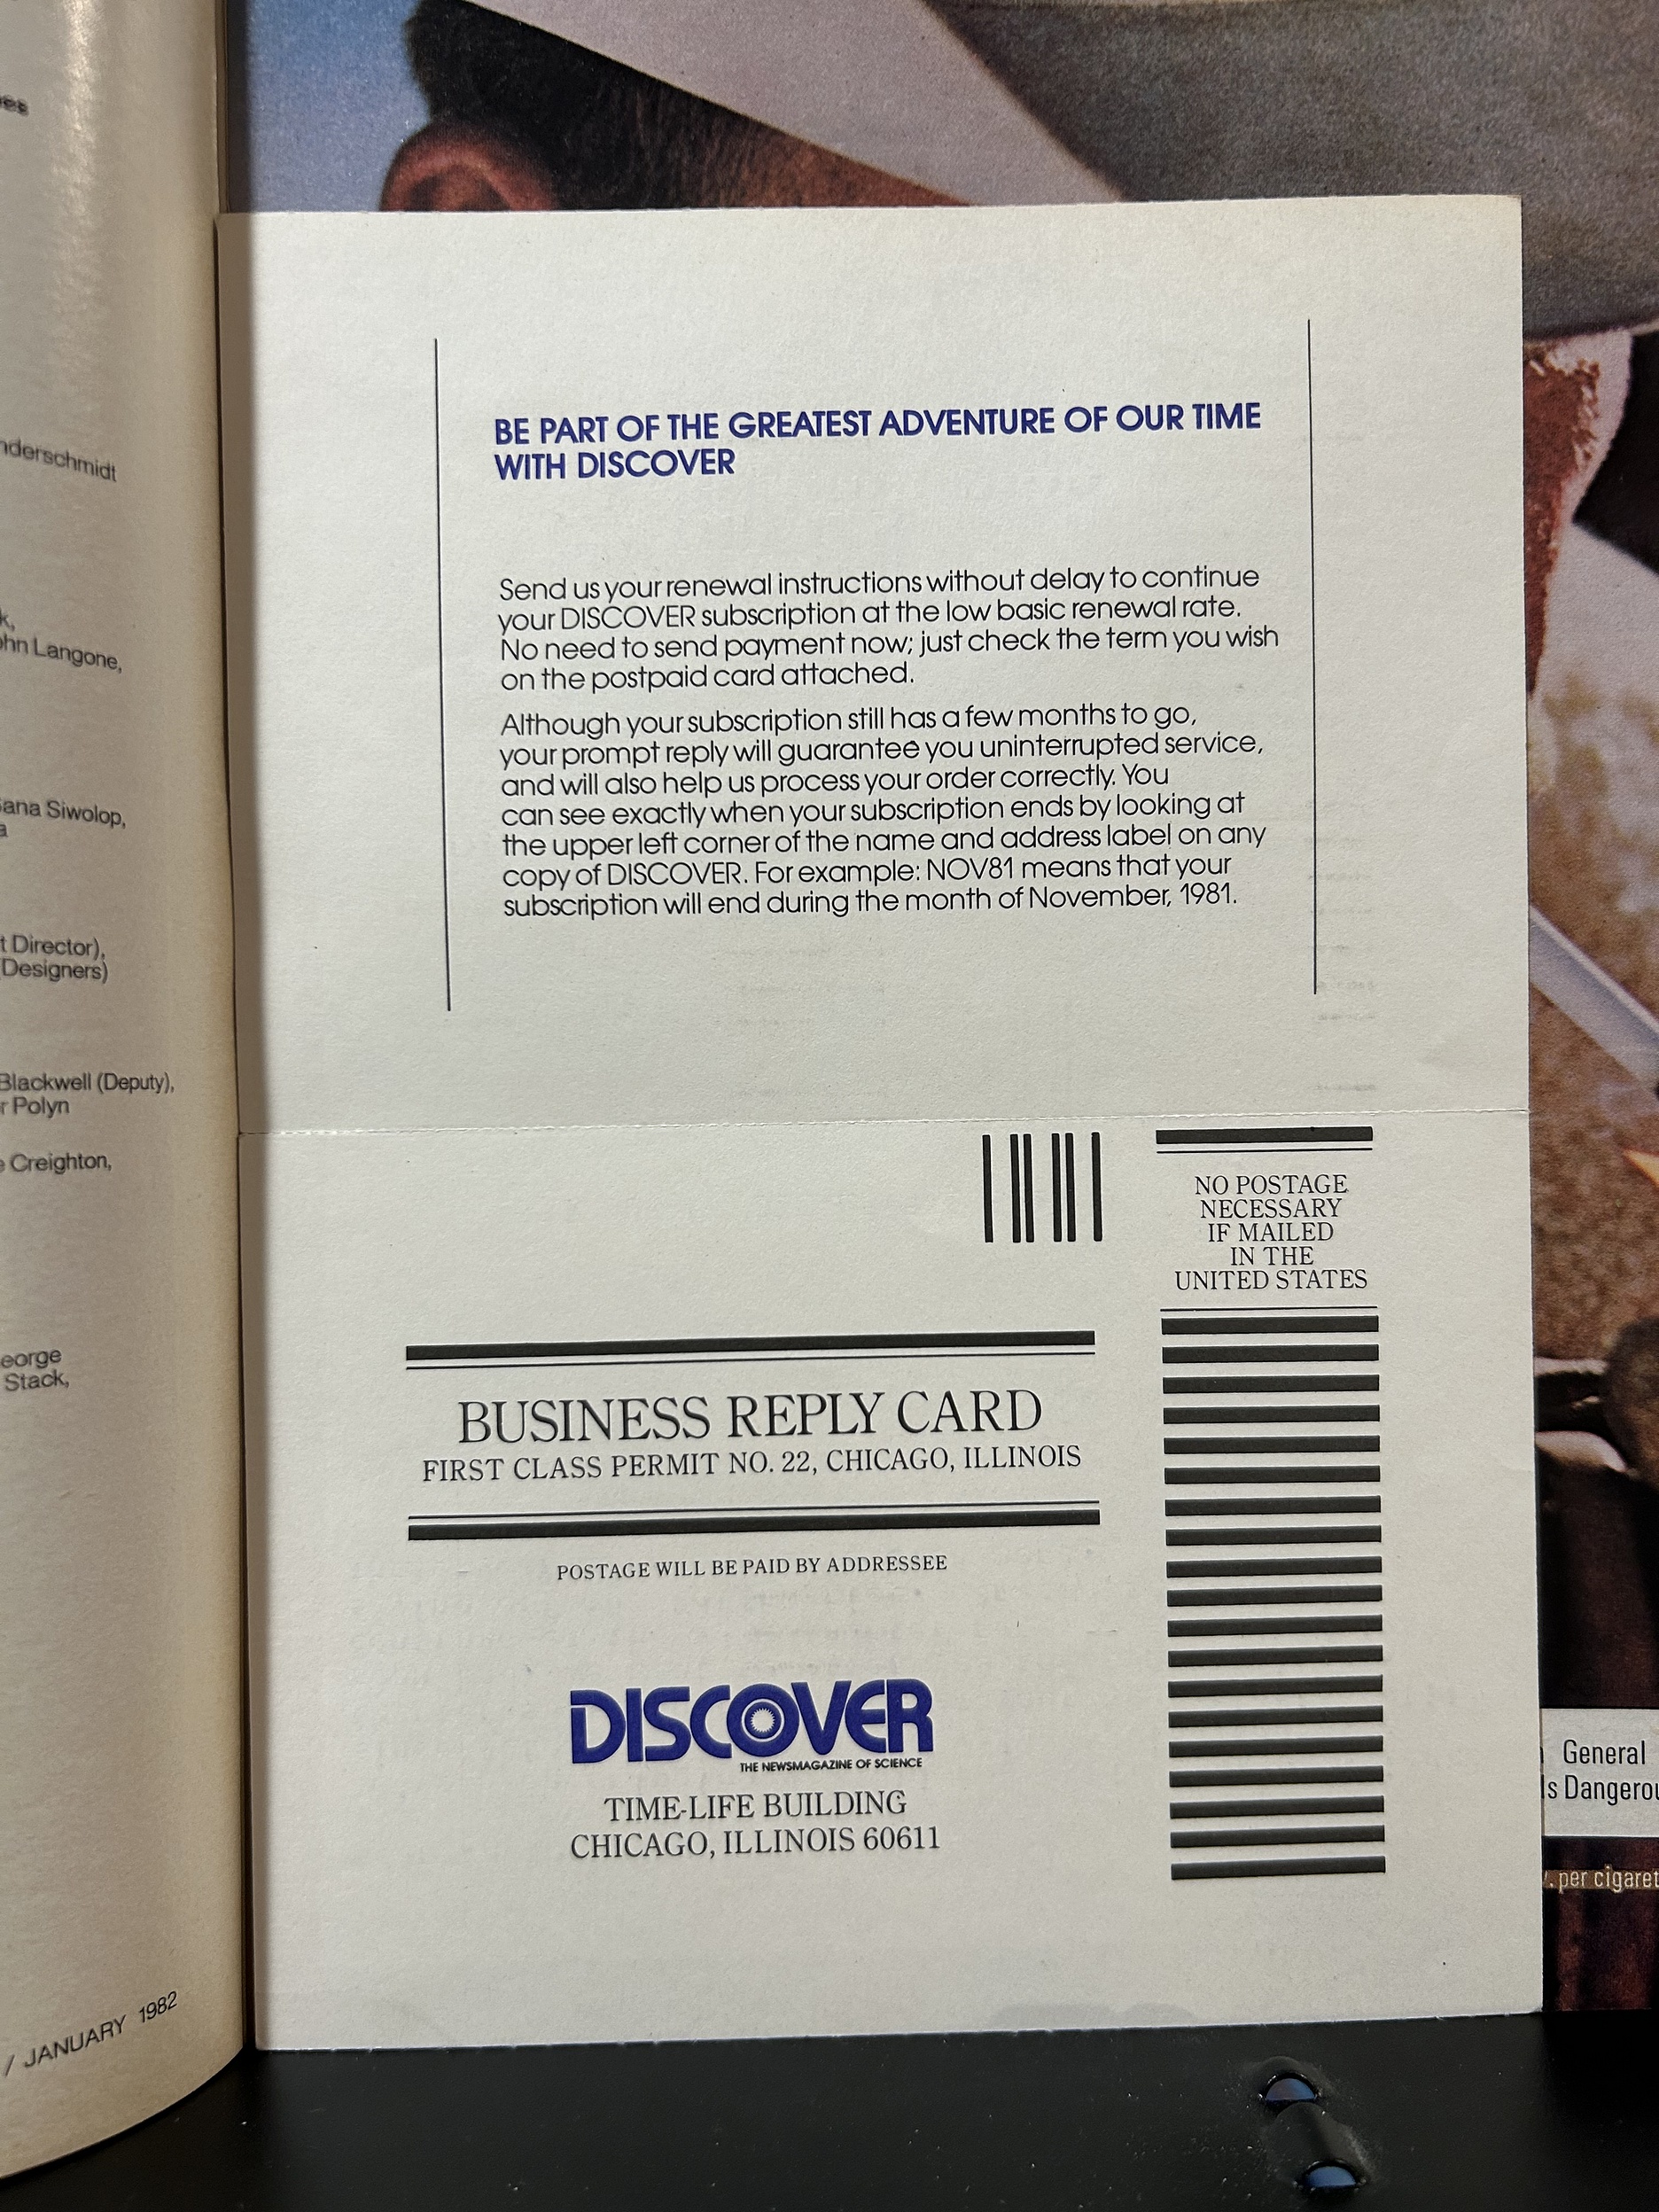 es
nderschmidt
k,
ohn Langone,
ana Siwolop,
a
t Director),
(Designers)
Blackwell (Deputy),
r Polyn
e Creighton,
eorge
Stack,
/ JANUARY 1982
BE PART OF THE GREATEST ADVENTURE OF OUR TIME
WITH DISCOVER
Send us your renewal instructions without delay to continue
your DISCOVER subscription at the low basic renewal rate.
No need to send payment now; just check the term you wish
on the postpaid card attached.
Although your subscription still has a few months to go,
your prompt reply will guarantee you uninterrupted service,
and will also help us process your order correctly. You
can see exactly when your subscription ends by looking at
the upper left corner of the name and address label on any
copy of DISCOVER. For example: NOV81 means that your
subscription will end during the month of November, 1981.
NO POSTAGE
NECESSARY
IF MAILED
IN THE
UNITED STATES
BUSINESS REPLY CARD
FIRST CLASS PERMIT NO. 22, CHICAGO, ILLINOIS
POSTAGE WILL BE PAID BY ADDRESSEE
DISCOVER
THE NEWSMAGAZINE OF SCIENCE
TIME-LIFE BUILDING
CHICAGO, ILLINOIS 60611
General
Is Dangerou
. per cigaret